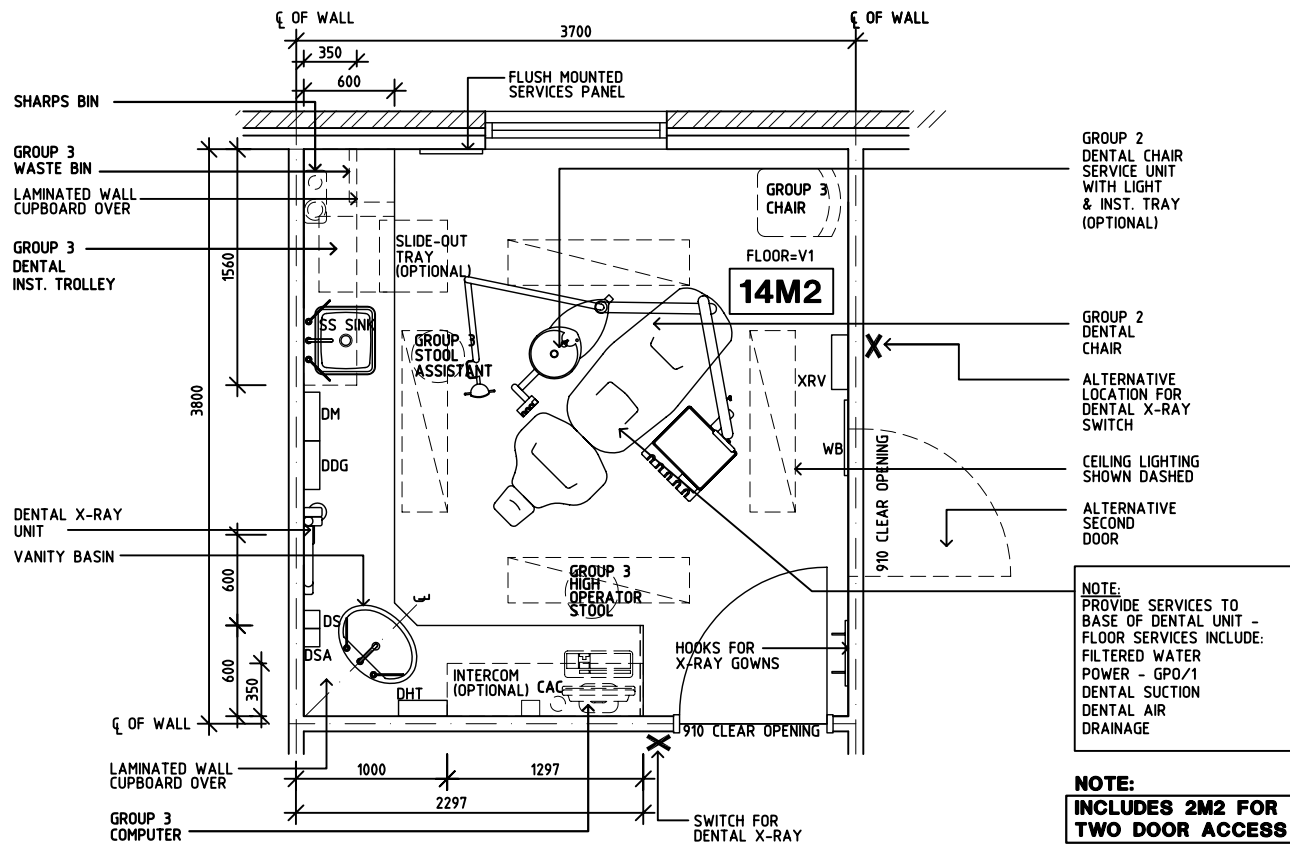 ℄ OF WALL
℄ OF WALL
3700
350
600
FLUSH MOUNTED
SERVICES PANEL
SHARPS BIN
GROUP 3
WASTE BIN
LAMINATED WALL
CUPBOARD OVER
GROUP 3
DENTAL
INST. TROLLEY
1560
3800
SLIDE-OUT
TRAY
(OPTIONAL)
GROUP 3
CHAIR
FLOOR=V1
14M2
GROUP 2
DENTAL CHAIR
SERVICE UNIT
WITH LIGHT
& INST. TRAY
(OPTIONAL)
SS SINK
GROUP 3
STOOL
ASSISTANT
GROUP 2
DENTAL
CHAIR
XRV
ALTERNATIVE
LOCATION FOR
DENTAL X-RAY
SWITCH
DM
DDG
WB
910 CLEAR OPENING
CEILING LIGHTING
SHOWN DASHED
ALTERNATIVE
SECOND
DOOR
DENTAL X-RAY
UNIT
VANITY BASIN
600
600
350
DS
DSA
℄
GROUP 3
HIGH
OPERATOR
STOOL
DHT
INTERCOM
(OPTIONAL)
CAC
HOOKS FOR
X-RAY GOWNS
910 CLEAR OPENING
NOTE:
PROVIDE SERVICES TO
BASE OF DENTAL UNIT -
FLOOR SERVICES INCLUDE:
FILTERED WATER
POWER - GPO/1
DENTAL SUCTION
DENTAL AIR
DRAINAGE
℄ OF WALL
LAMINATED WALL
CUPBOARD OVER
1000
1297
2297
GROUP 3
COMPUTER
SWITCH FOR
DENTAL X-RAY
NOTE:
INCLUDES 2M2 FOR
TWO DOOR ACCESS